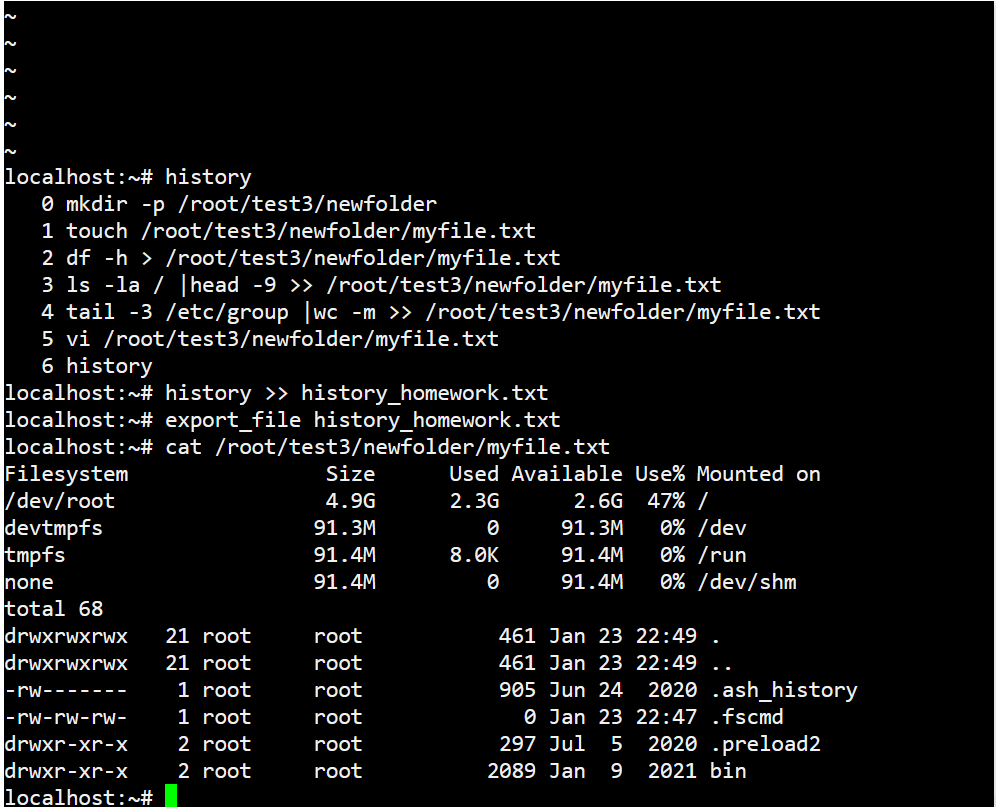 ~
~
~
~
~
~
localhost:~# history
   0 mkdir -p /root/test3/newfolder
   1 touch /root/test3/newfolder/myfile.txt
   2 df -h > /root/test3/newfolder/myfile.txt
   3 ls -la / |head -9 >> /root/test3/newfolder/myfile.txt
   4 tail -3 /etc/group |wc -m >> /root/test3/newfolder/myfile.txt
   5 vi /root/test3/newfolder/myfile.txt
   6 history
localhost:~# history >> history_homework.txt
localhost:~# export_file history_homework.txt
localhost:~# cat /root/test3/newfolder/myfile.txt
Filesystem                Size      Used Available Use% Mounted on
/dev/root                 4.9G      2.3G      2.6G  47% /
devtmpfs                 91.3M         0     91.3M   0% /dev
tmpfs                    91.4M      8.0K     91.4M   0% /run
none                     91.4M         0     91.4M   0% /dev/shm
total 68
drwxrwxrwx   21 root     root           461 Jan 23 22:49 .
drwxrwxrwx   21 root     root           461 Jan 23 22:49 ..
-rw-------    1 root     root           905 Jun 24  2020 .ash_history
-rw-rw-rw-    1 root     root             0 Jan 23 22:47 .fscmd
drwxr-xr-x    2 root     root           297 Jul  5  2020 .preload2
drwxr-xr-x    2 root     root          2089 Jan  9  2021 bin
localhost:~#